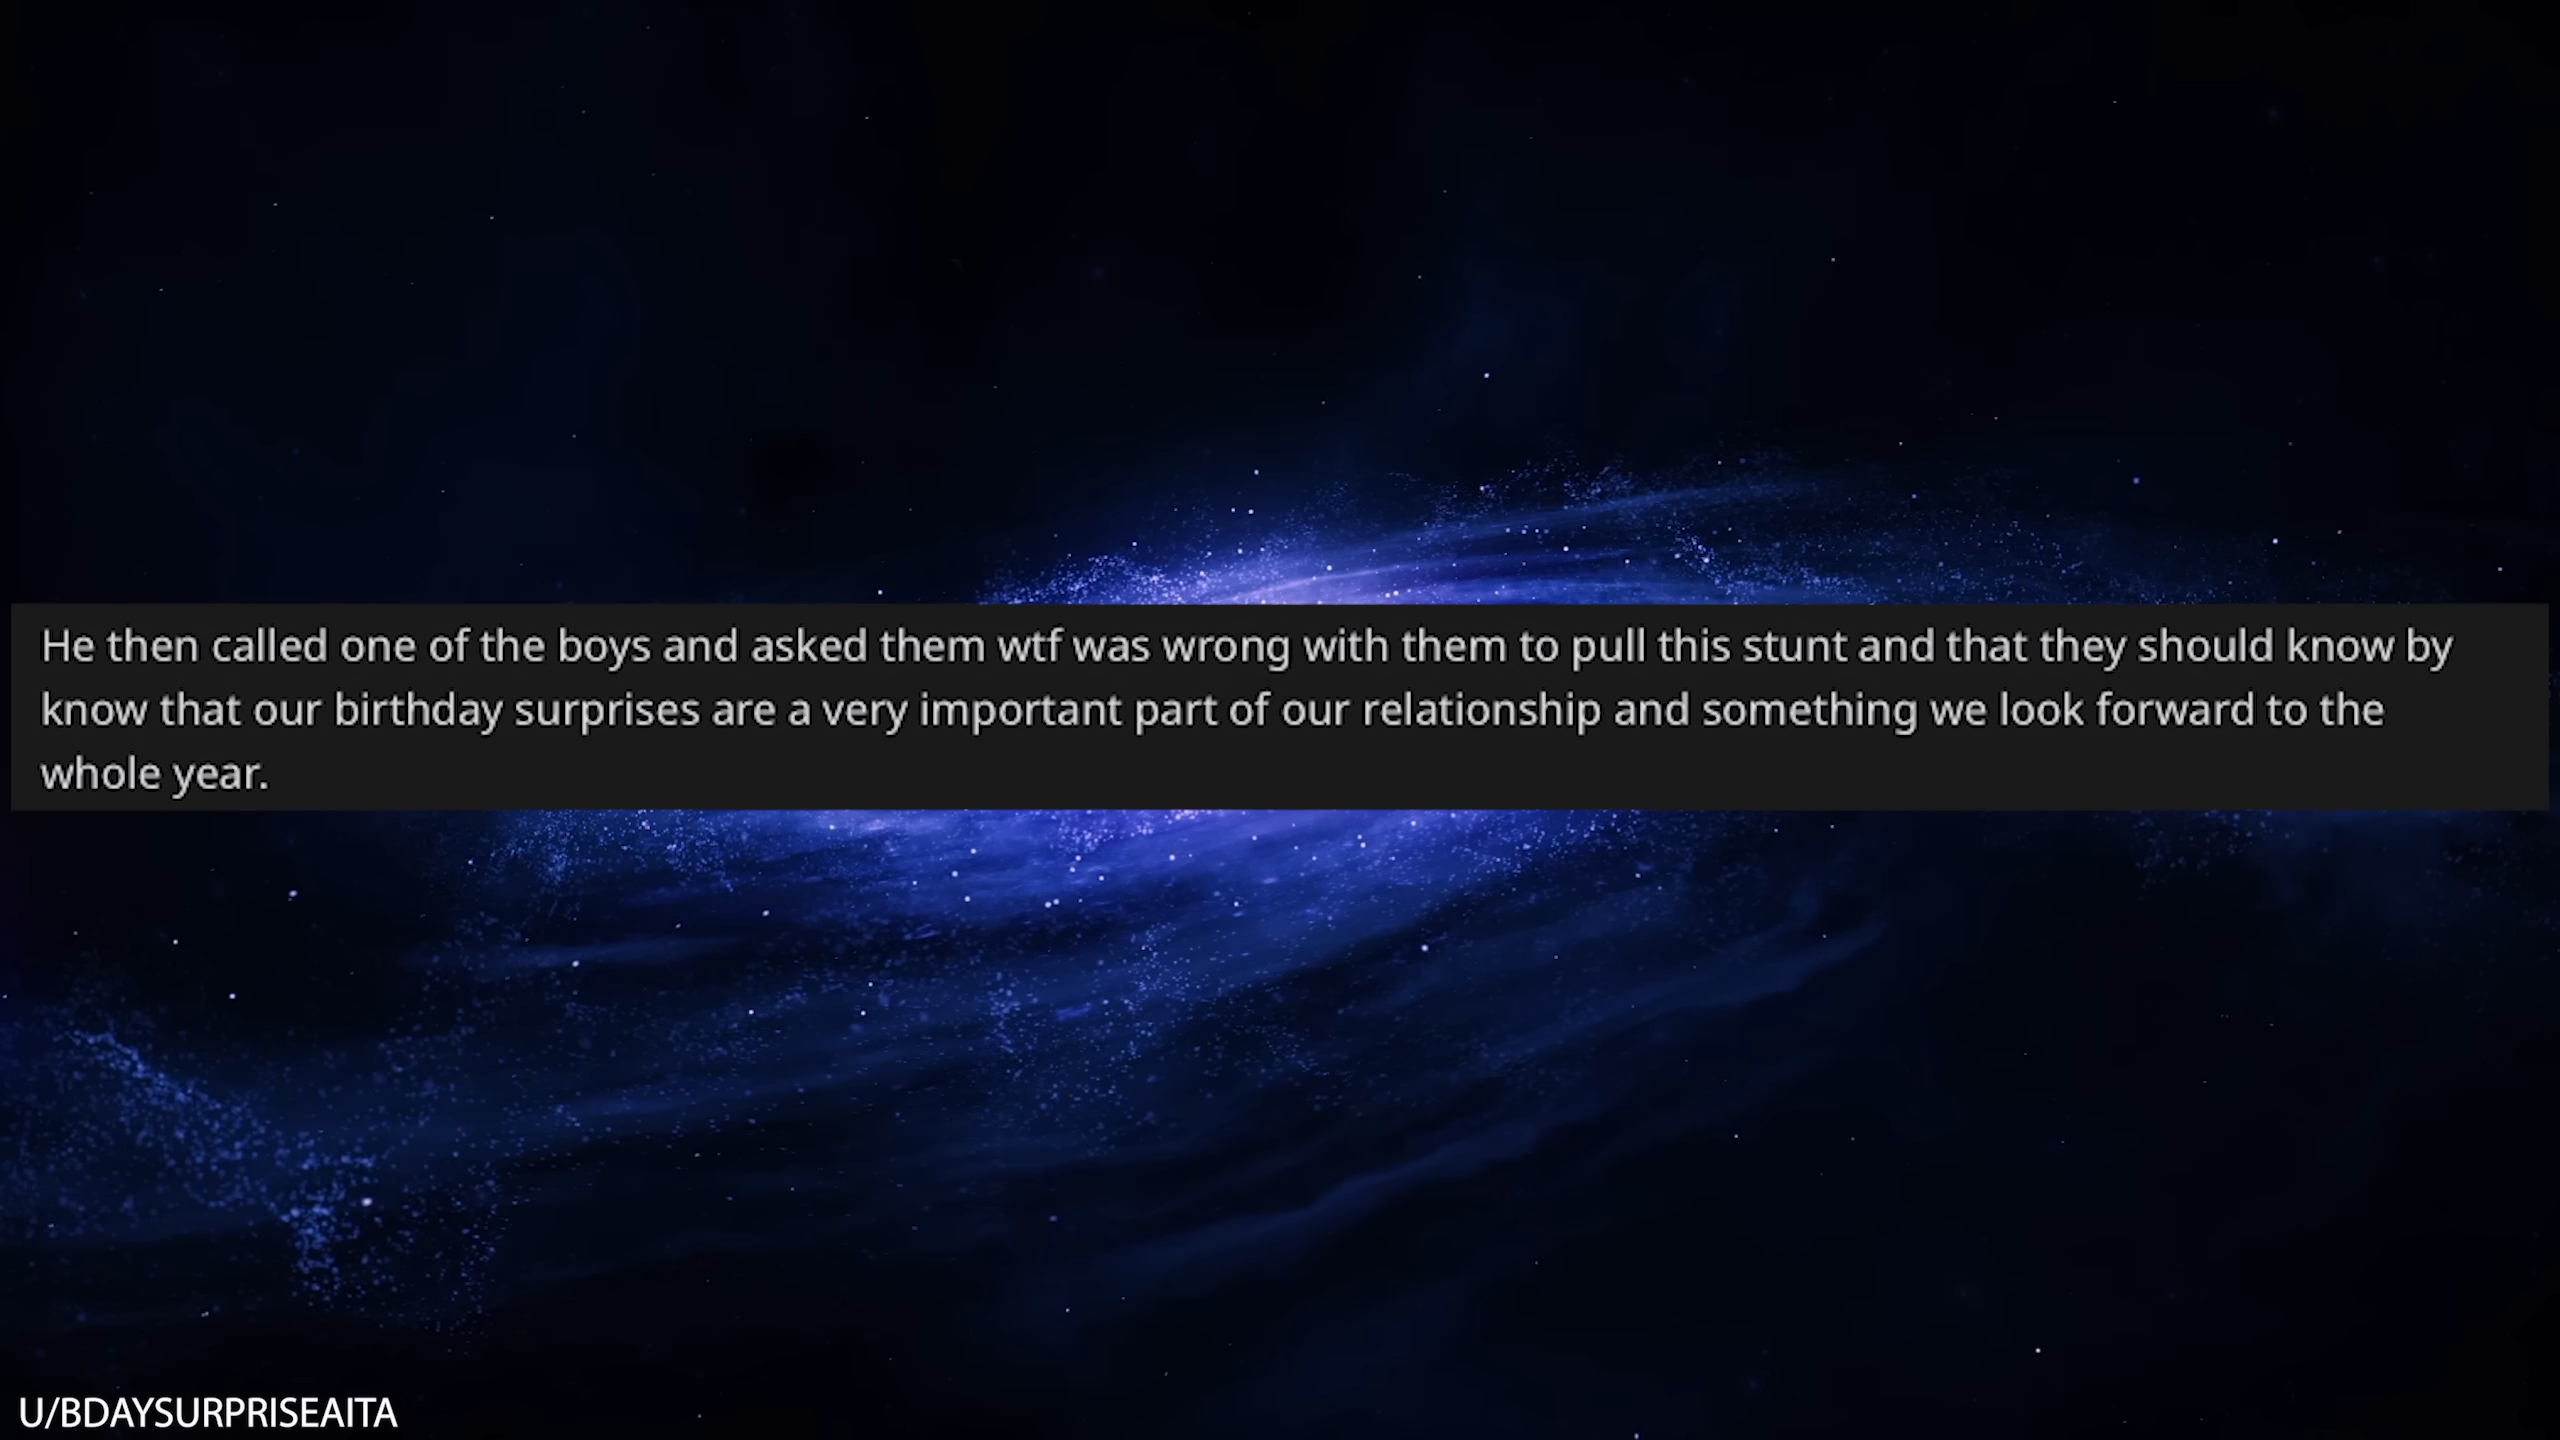 He then called one of the boys and asked them wtf was wrong with them to pull this stunt and that they should know by
know that our birthday surprises are a very important part of our relationship and something we look forward to the
whole year.
U/BDAYSURPRISEAITA